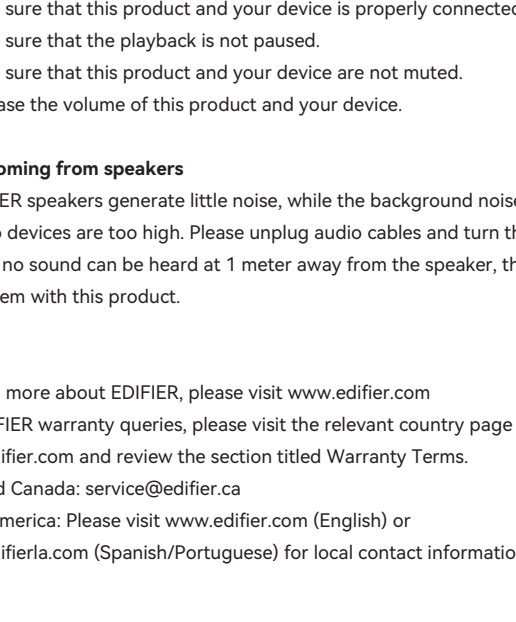 sure that this product and your device is properly connected
sure that the playback is not paused.
sure that this product and your device are not muted.
ase the volume of this product and your device.
oming from speakers
ER speakers generate little noise, while the background noise
devices are too high. Please unplug audio cables and turn th
no sound can be heard at 1 meter away from the speaker, th
em with this product.
more about EDIFIER, please visit www.edifier.com
FIER warranty queries, please visit the relevant country page
ifier.com and review the section titled Warranty Terms.
d Canada: service@edifier.ca
merica: Please visit www.edifier.com (English) or
ifierla.com (Spanish/Portuguese) for local contact informatio